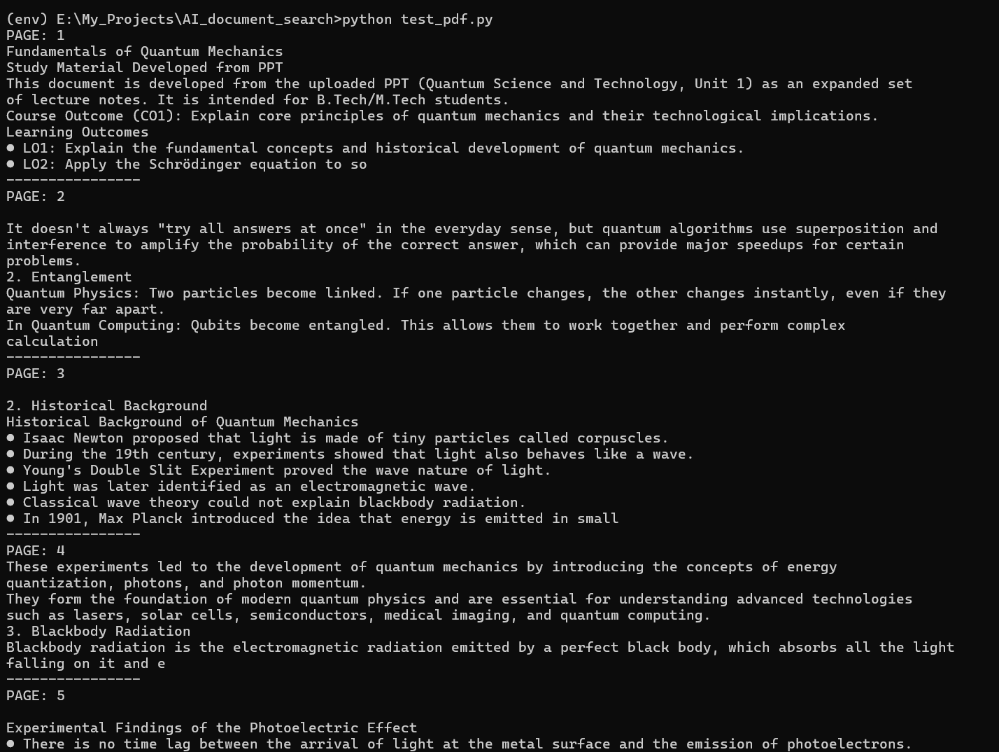 (env) E:\My_Projects\AI_document_search>python test_pdf.py
PAGE: 1
Fundamentals of Quantum Mechanics
Study Material Developed from PPT
This document is developed from the uploaded PPT (Quantum Science and Technology, Unit 1) as an expanded set
of lecture notes. It is intended for B.Tech/M.Tech students.
Course Outcome (CO1): Explain core principles of quantum mechanics and their technological implications.
Learning Outcomes
● LO1: Explain the fundamental concepts and historical development of quantum mechanics.
● LO2: Apply the Schrödinger equation to so
----------------
PAGE: 2
It doesn't always "try all answers at once" in the everyday sense, but quantum algorithms use superposition and
interference to amplify the probability of the correct answer, which can provide major speedups for certain
problems.
2. Entanglement
Quantum Physics: Two particles become linked. If one particle changes, the other changes instantly, even if they
are very far apart.
In Quantum Computing: Qubits become entangled. This allows them to work together and perform complex
calculation
----------------
PAGE: 3
2. Historical Background
Historical Background of Quantum Mechanics
● Isaac Newton proposed that light is made of tiny particles called corpuscles.
● During the 19th century, experiments showed that light also behaves like a wave.
● Young's Double Slit Experiment proved the wave nature of light.
● Light was later identified as an electromagnetic wave.
● Classical wave theory could not explain blackbody radiation.
● In 1901, Max Planck introduced the idea that energy is emitted in small
----------------
PAGE: 4
These experiments led to the development of quantum mechanics by introducing the concepts of energy
quantization, photons, and photon momentum.
They form the foundation of modern quantum physics and are essential for understanding advanced technologies
such as lasers, solar cells, semiconductors, medical imaging, and quantum computing.
3. Blackbody Radiation
Blackbody radiation is the electromagnetic radiation emitted by a perfect black body, which absorbs all the light
falling on it and e
----------------
PAGE: 5
Experimental Findings of the Photoelectric Effect
● There is no time lag between the arrival of light at the metal surface and the emission of photoelectrons.